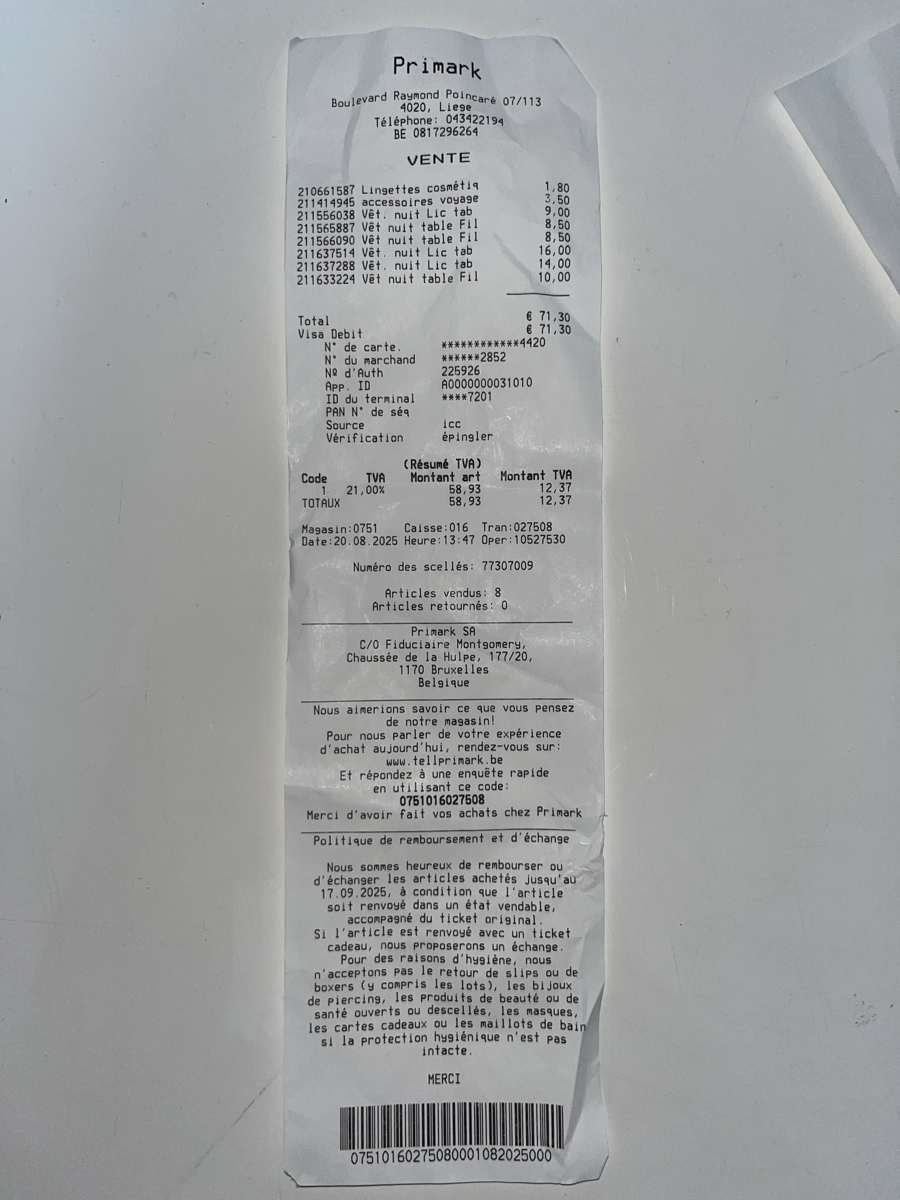 Primark
Boulevard Raymond Poincaré 07/113
4020, Liege
Téléphone: 043422194
BE 0817296264
VENTE
210661587 Lingettes cosmétiq 1,80
211414945 accessoires voyage 3,50
211556038 Vêt. nuit Lic tab 9,00
211565887 Vêt nuit table Fil 8,50
211566090 Vêt nuit table Fil 8,50
211637514 Vêt. nuit Lic tab 16,00
211637288 Vêt. nuit Lic tab 14,00
211633224 Vêt nuit table Fil 10,00
Total € 71,30
Visa Debit € 71,30
N° de carte. ************4420
N° du marchand ******2852
Nº d'Auth 225926
App. ID A0000000031010
ID du terminal ****7201
PAN N° de séq
Source icc
Vérification épingler
(Résumé TVA)
Code TVA Montant art Montant TVA
1 21,00% 58,93 12,37
TOTAUX 58,93 12,37
Magasin:0751 Caisse:016 Tran:027508
Date:20.08.2025 Heure:13:47 Oper:10527530
Numéro des scellés: 77307009
Articles vendus: 8
Articles retournés: 0
Primark SA
C/O Fiduciaire Montgomery,
Chaussée de la Hulpe, 177/20,
1170 Bruxelles
Belgique
Nous aimerions savoir ce que vous pensez
de notre magasin!
Pour nous parler de votre expérience
d'achat aujourd'hui, rendez-vous sur:
www.tellprimark.be
Et répondez à une enquête rapide
en utilisant ce code:
0751016027508
Merci d'avoir fait vos achats chez Primark
Politique de remboursement et d'échange
Nous sommes heureux de rembourser ou
d'échanger les articles achetés jusqu'au
17.09.2025, à condition que l'article
soit renvoyé dans un état vendable,
accompagné du ticket original.
Si l'article est renvoyé avec un ticket
cadeau, nous proposerons un échange.
Pour des raisons d'hygiène, nous
n'acceptons pas le retour de slips ou de
boxers (y compris les lots), les bijoux
de piercing, les produits de beauté ou de
santé ouverts ou descellés, les masques,
les cartes cadeaux ou les maillots de bain
si la protection hygiénique n'est pas
intacte.
MERCI
07510160275080001082025000